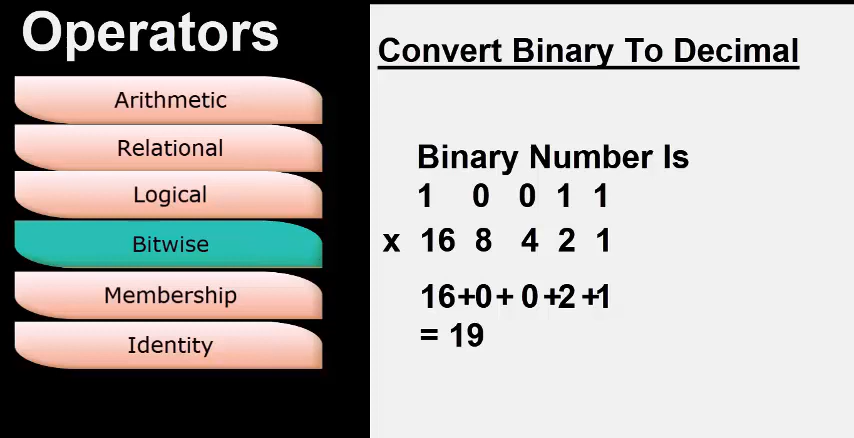 Operators
Arithmetic
Relational
Logical
Bitwise
Membership
Identity
Convert Binary To Decimal
Binary Number Is
1 0 0 1 1
x 16 8 4 2 1
16+0+ 0+2+1
= 19